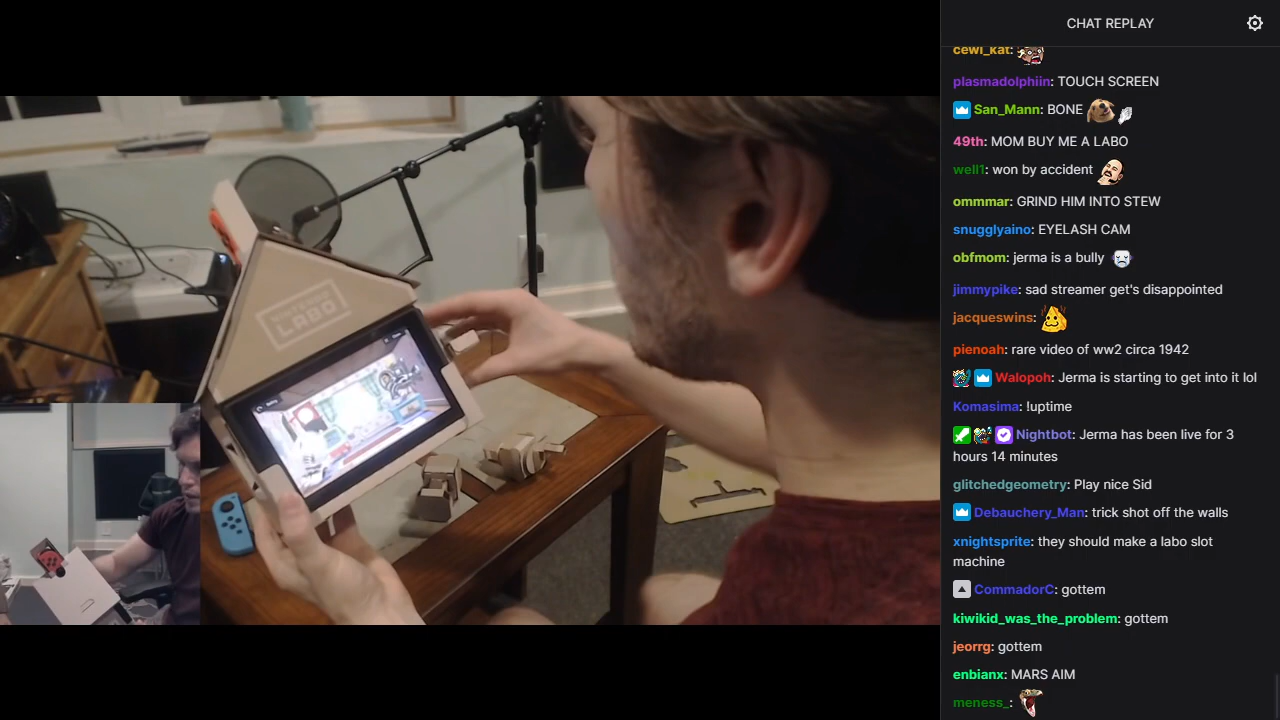 CHAT REPLAY
cewl_kat:
plasmadolphiin: TOUCH SCREEN
San_Mann: BONE
49th: MOM BUY ME A LABO
well1: won by accident
ommmar: GRIND HIM INTO STEW
snugglyaino: EYELASH CAM
obfmom: jerma is a bully
jimmypike: sad streamer get's disappointed
jacqueswins:
pienoah: rare video of ww2 circa 1942
Walopoh: Jerma is starting to get into it lol
Komasima: !uptime
Nightbot: Jerma has been live for 3
hours 14 minutes
glitchedgeometry: Play nice Sid
Debauchery_Man: trick shot off the walls
xnightsprite: they should make a labo slot
machine
CommadorC: gottem
kiwikid_was_the_problem: gottem
jeorrg: gottem
enbianx: MARS AIM
meness_:
NINTENDO
LABO